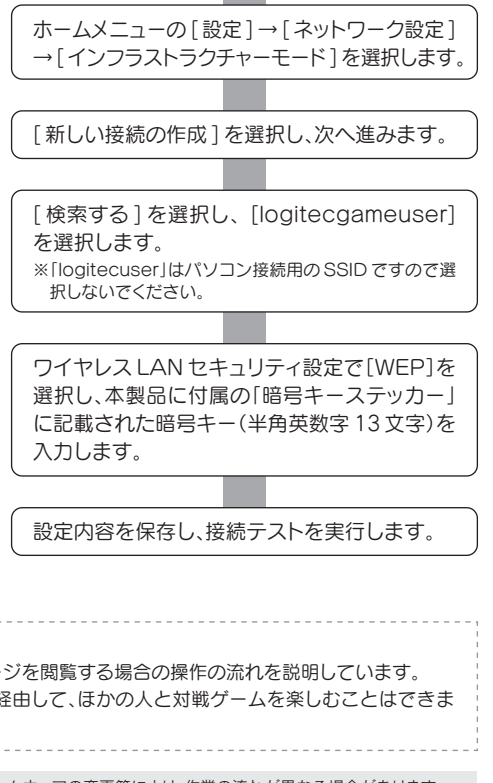 ホームメニューの[設定]→[ネットワーク設定]
→[インフラストラクチャーモード]を選択します。
[新しい接続の作成]を選択し、次へ進みます。
[検索する]を選択し、[logitecgameuser]
を選択します。
※「logitecuser」はパソコン接続用のSSIDですので選
択しないでください。
ワイヤレスLANセキュリティ設定で[WEP]を
選択し、本製品に付属の「暗号キーステッカー」
に記載された暗号キー(半角英数字13文字)を
入力します。
設定内容を保存し、接続テストを実行します。
ージを閲覧する場合の操作の流れを説明しています。
経由して、ほかの人と対戦ゲームを楽しむことはできま